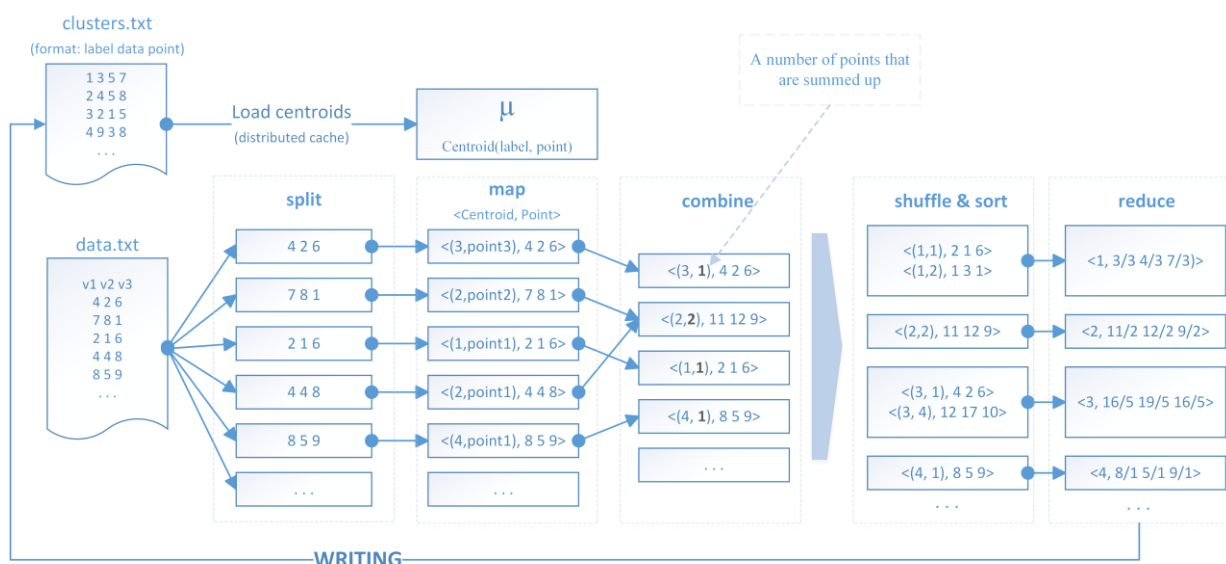 clusters.txt
(format: label data point)
1 3 5 7
2 4 5 8
3 2 1 5
4 9 3 8
. . .
Load centroids
(distributed cache)
μ
Centroid(label, point)
A number of points that
are summed up
data.txt
v1 v2 v3
4 2 6
7 8 1
2 1 6
4 4 8
8 5 9
. . .
split
4 2 6
7 8 1
2 1 6
4 4 8
8 5 9
. . .
map
<Centroid, Point>
<(3,point3), 4 2 6>
<(2,point2), 7 8 1>
<(1,point1), 2 1 6>
<(2,point1), 4 4 8>
<(4,point1), 8 5 9>
. . .
combine
<(3, 1), 4 2 6>
<(2,2), 11 12 9>
<(1,1), 2 1 6>
<(4, 1), 8 5 9>
. . .
shuffle & sort
<(1,1), 2 1 6>
<(1,2), 1 3 1>
<(2,2), 11 12 9>
<(3, 1), 4 2 6>
<(3, 4), 12 17 10>
<(4, 1), 8 5 9>
. . .
reduce
<1, 3/3 4/3 7/3)>
<2, 11/2 12/2 9/2>
<3, 16/5 19/5 16/5>
<4, 8/1 5/1 9/1>
. . .
WRITING